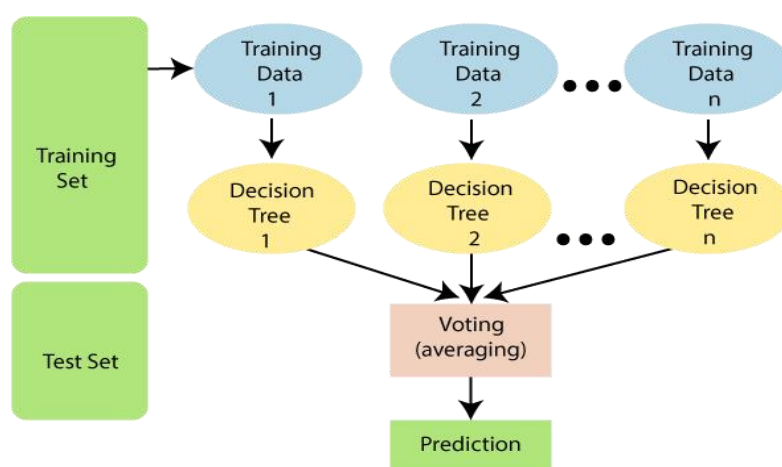 Training
Data
1
Training
Data
2
Training
Data
n
Training
Set
Decision
Tree
1
Decision
Tree
2
Decision
Tree
n
Test Set
Voting
(averaging)
Prediction